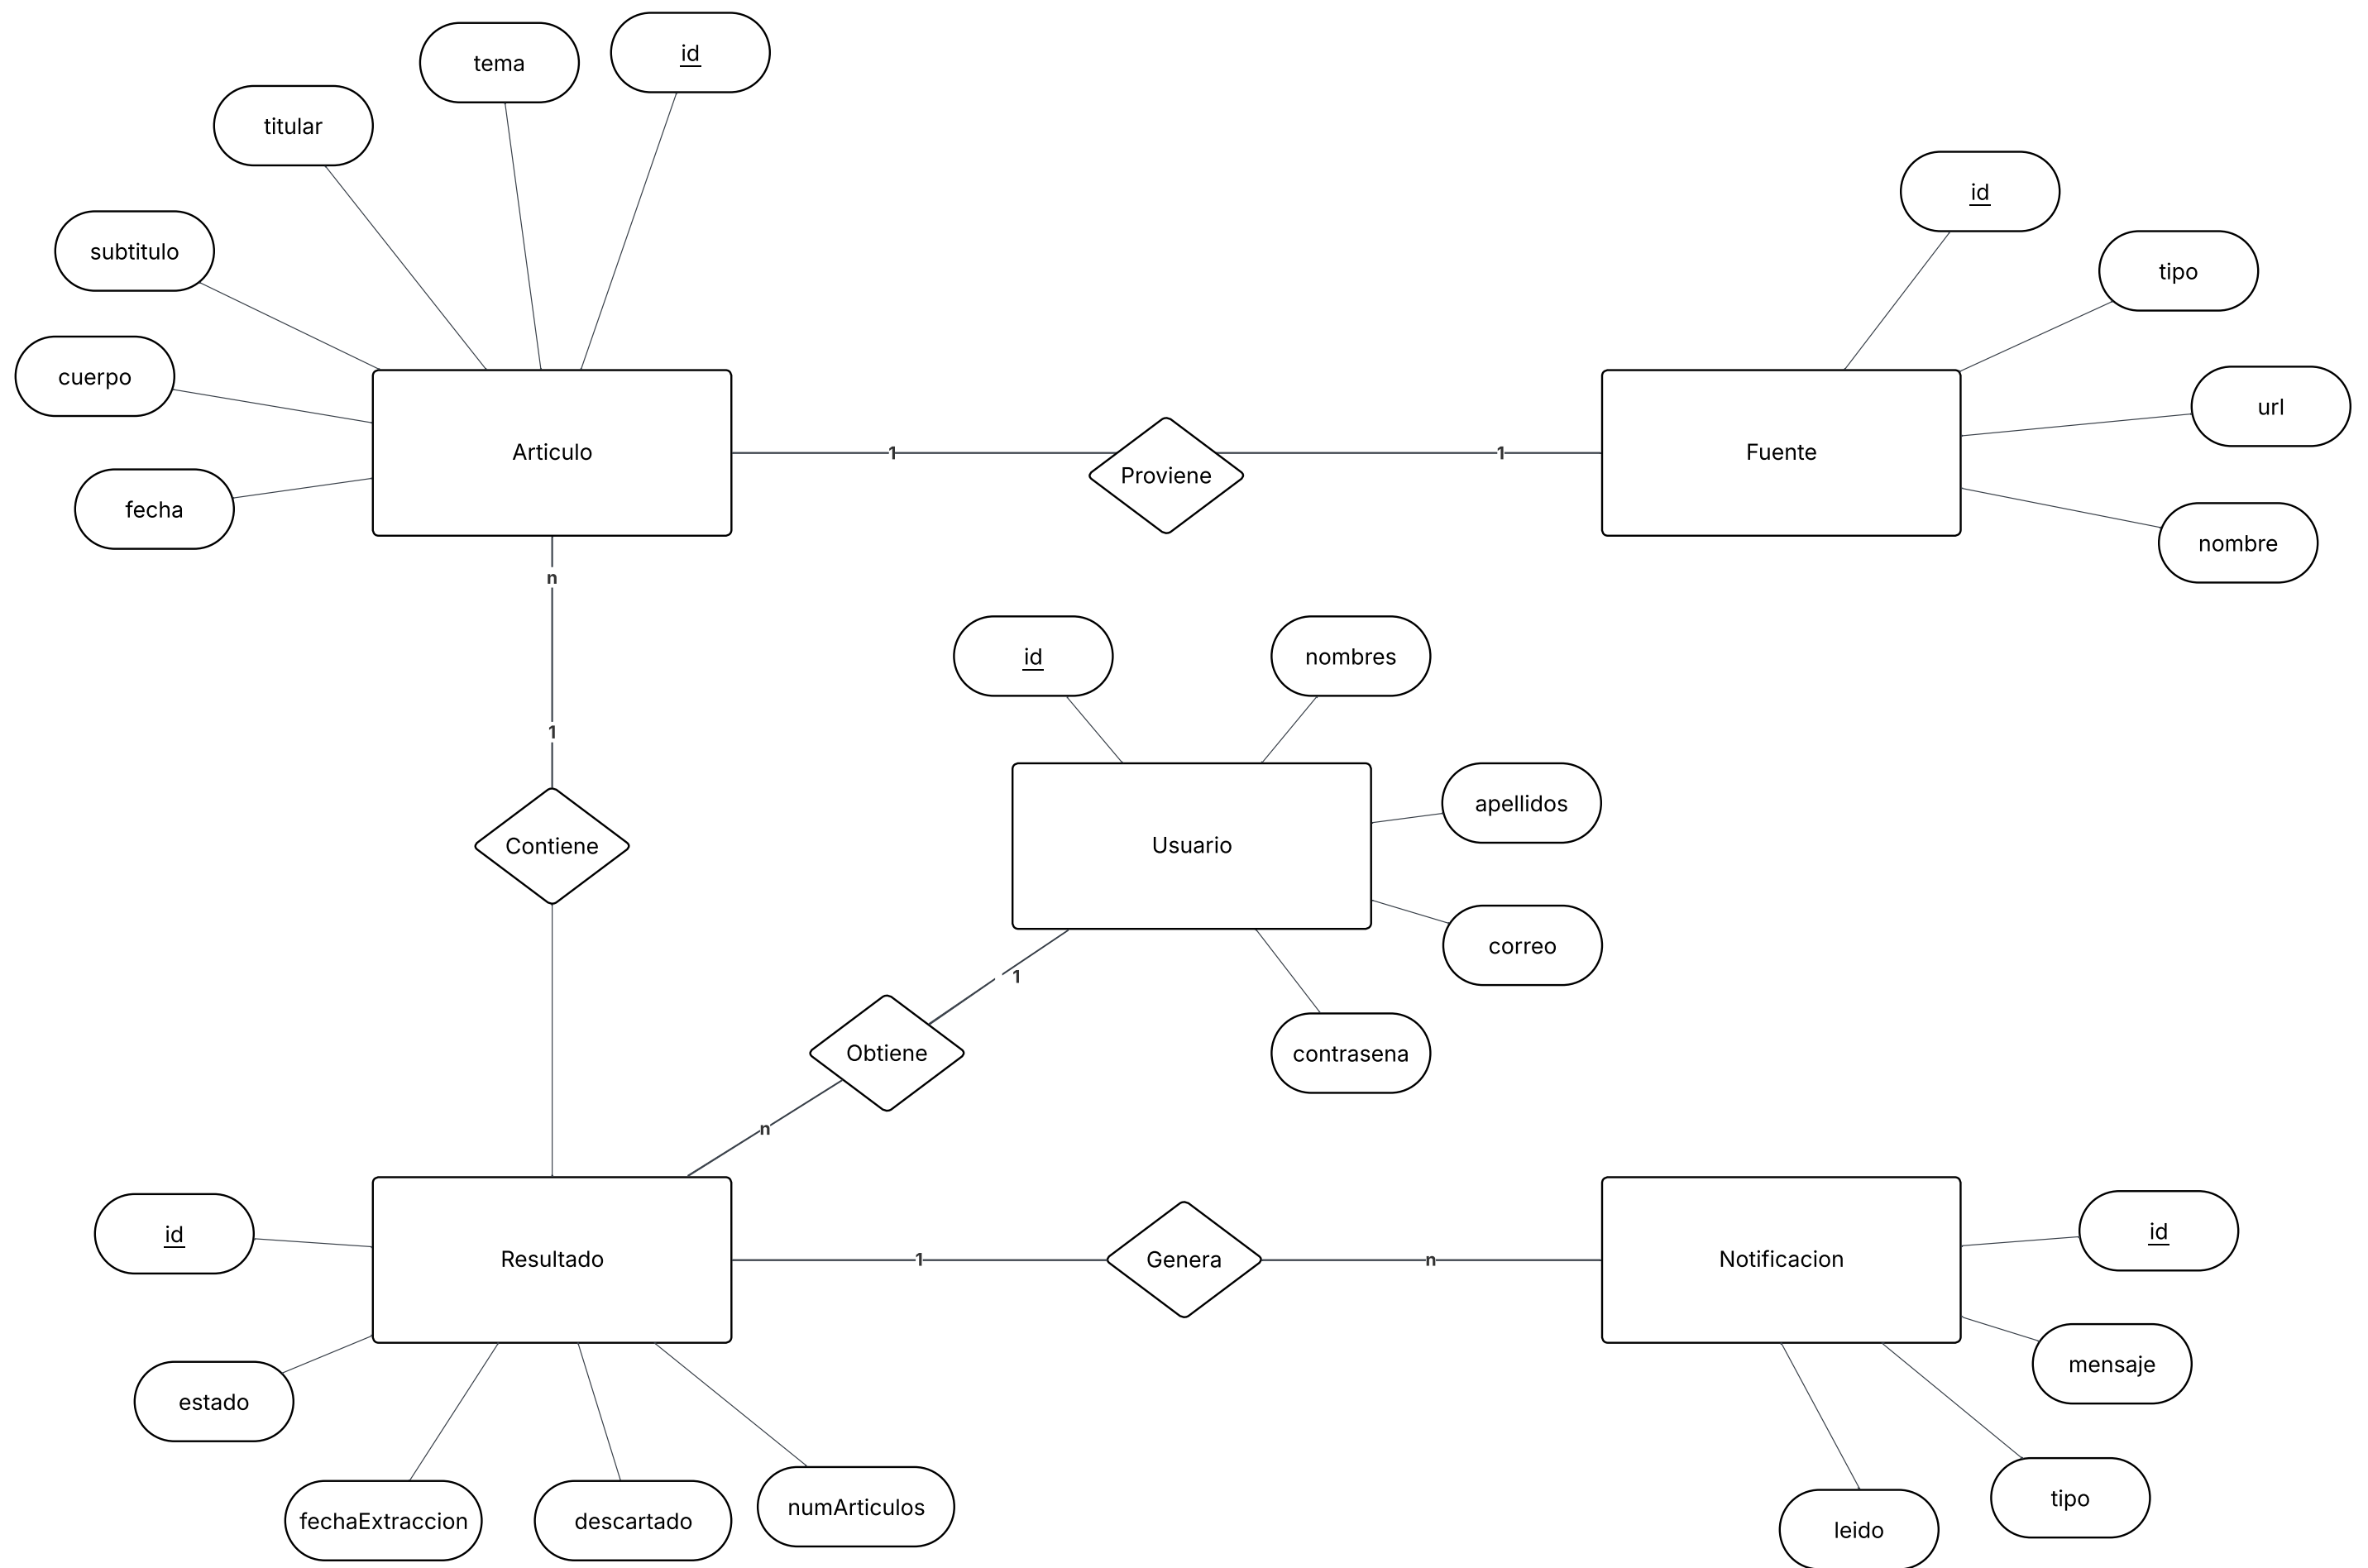 id
tema
titular
id
subtitulo
tipo
cuerpo
url
Articulo
1
Proviene
1
Fuente
fecha
nombre
n
id
nombres
1
apellidos
Contiene
Usuario
correo
1
Obtiene
contrasena
n
id
Resultado
1
Genera
n
Notificacion
id
mensaje
estado
tipo
fechaExtraccion
descartado
numArticulos
leido